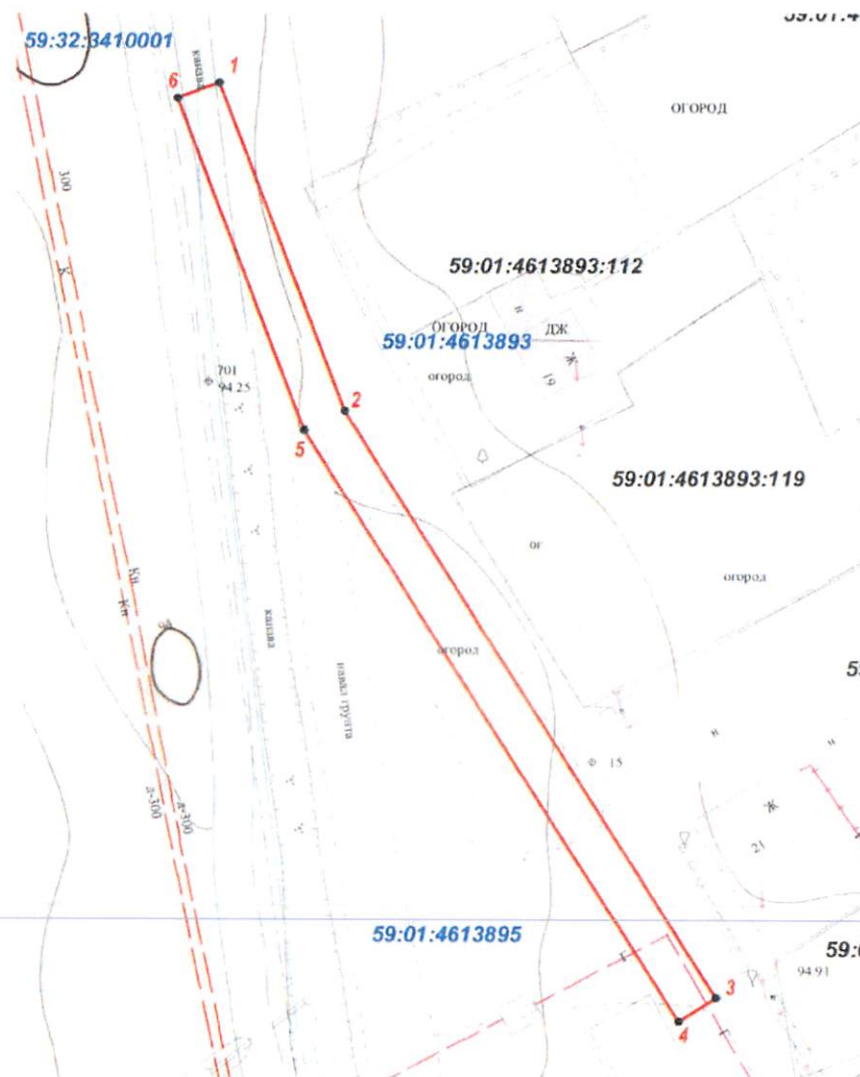 59:32:3410001
канава
6
1
ОГОРОД
300
К
59:01:4613893:112
н
ОГОРОД
ДЖ
59:01:4613893
Ж
19
огород
701
94.25
2
5
59:01:4613893:119
ог
огород
Кн
Кн
94
канава
огород
навал грунта
15
н
н
Ж
21
д-300
д-300
59:01:4613895
94.91
Г
3
4
Г